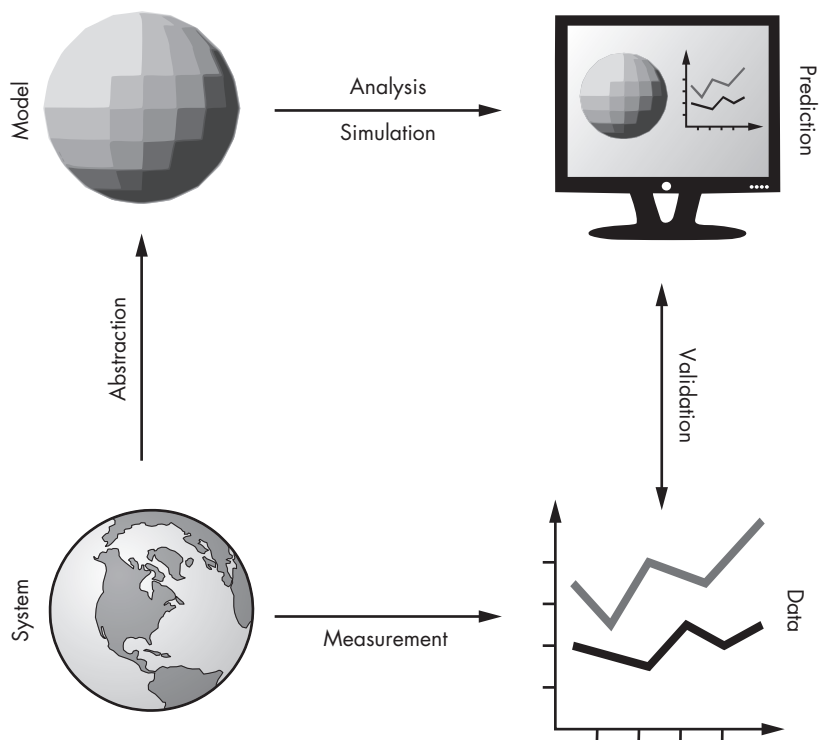 Model
Analysis
Simulation
Prediction
Abstraction
Validation
System
Measurement
Data